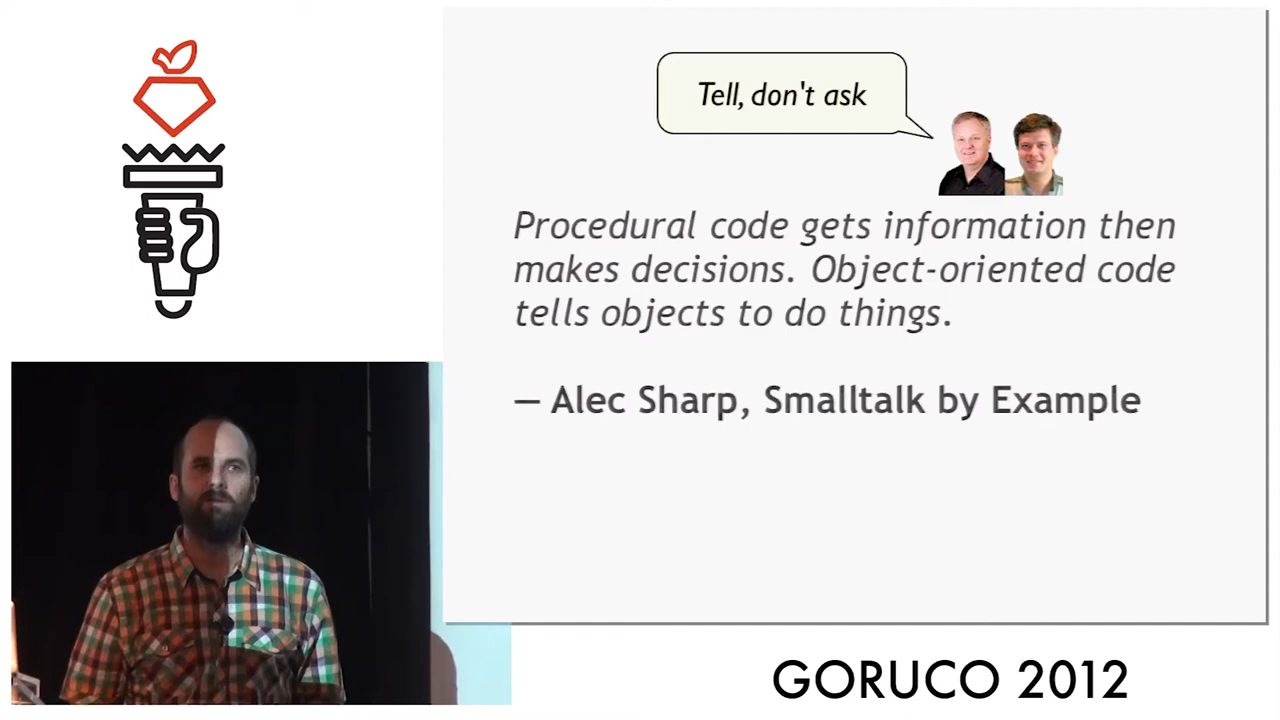 Tell, don't ask
Procedural code gets information then
makes decisions. Object-oriented code
tells objects to do things.
— Alec Sharp, Smalltalk by Example
GORUCO 2012